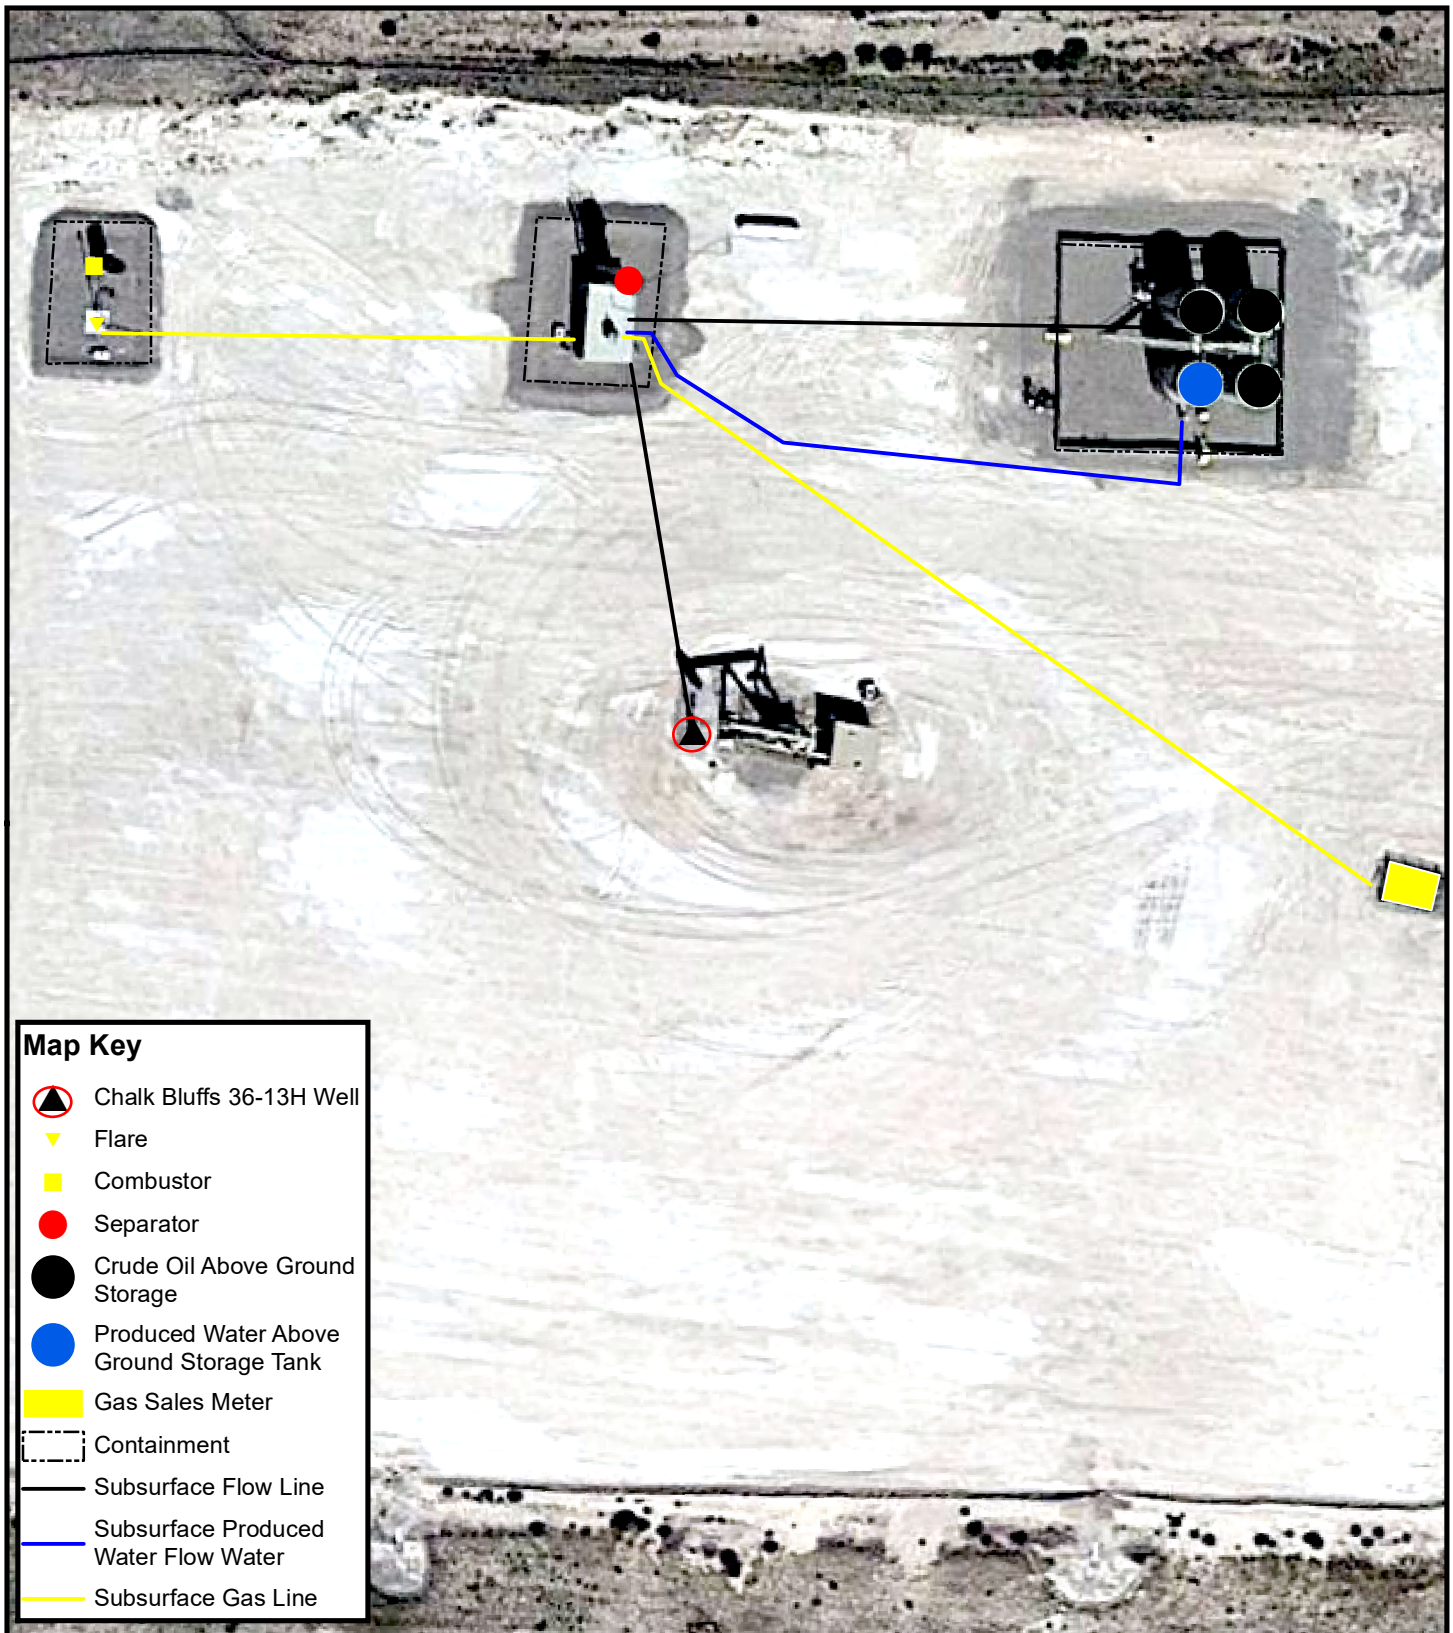 Map Key
Chalk Bluffs 36-13H Well
Flare
Combustor
Separator
Crude Oil Above Ground
Storage
Produced Water Above
Ground Storage Tank
Gas Sales Meter
Containment
Subsurface Flow Line
Subsurface Produced
Water Flow Water
Subsurface Gas Line